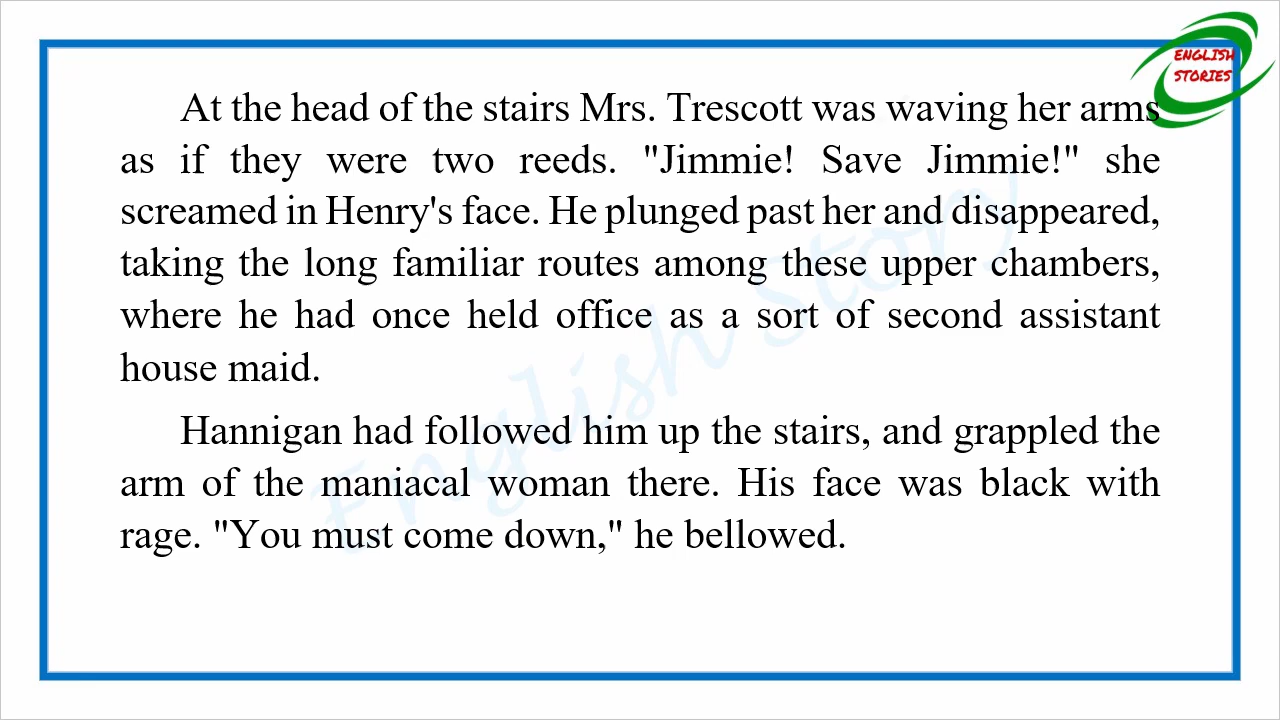 ENGLISH
STORIES
At the head of the stairs Mrs. Trescott was waving her arms
as if they were two reeds. "Jimmie! Save Jimmie!" she
screamed in Henry's face. He plunged past her and disappeared,
taking the long familiar routes among these upper chambers,
where he had once held office as a sort of second assistant
house maid.
Hannigan had followed him up the stairs, and grappled the
arm of the maniacal woman there. His face was black with
rage. "You must come down," he bellowed.
English Story